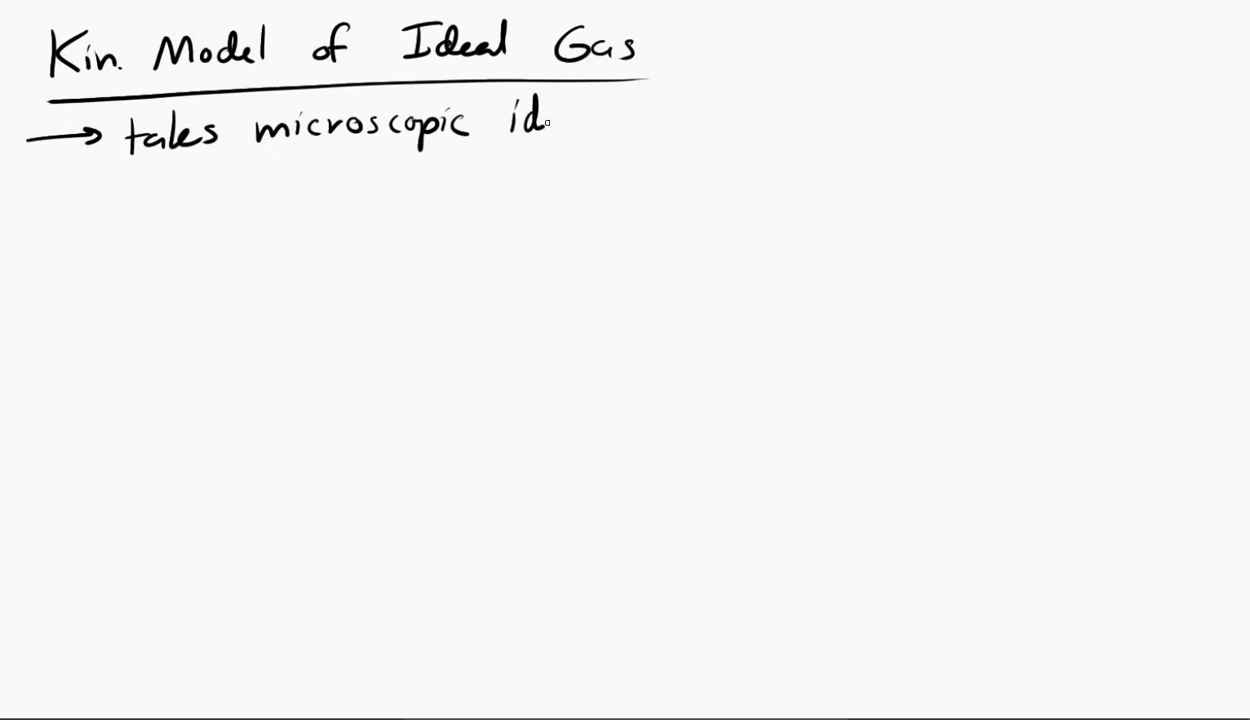 Kin. Model of Ideal Gas
→ takes microscopic id